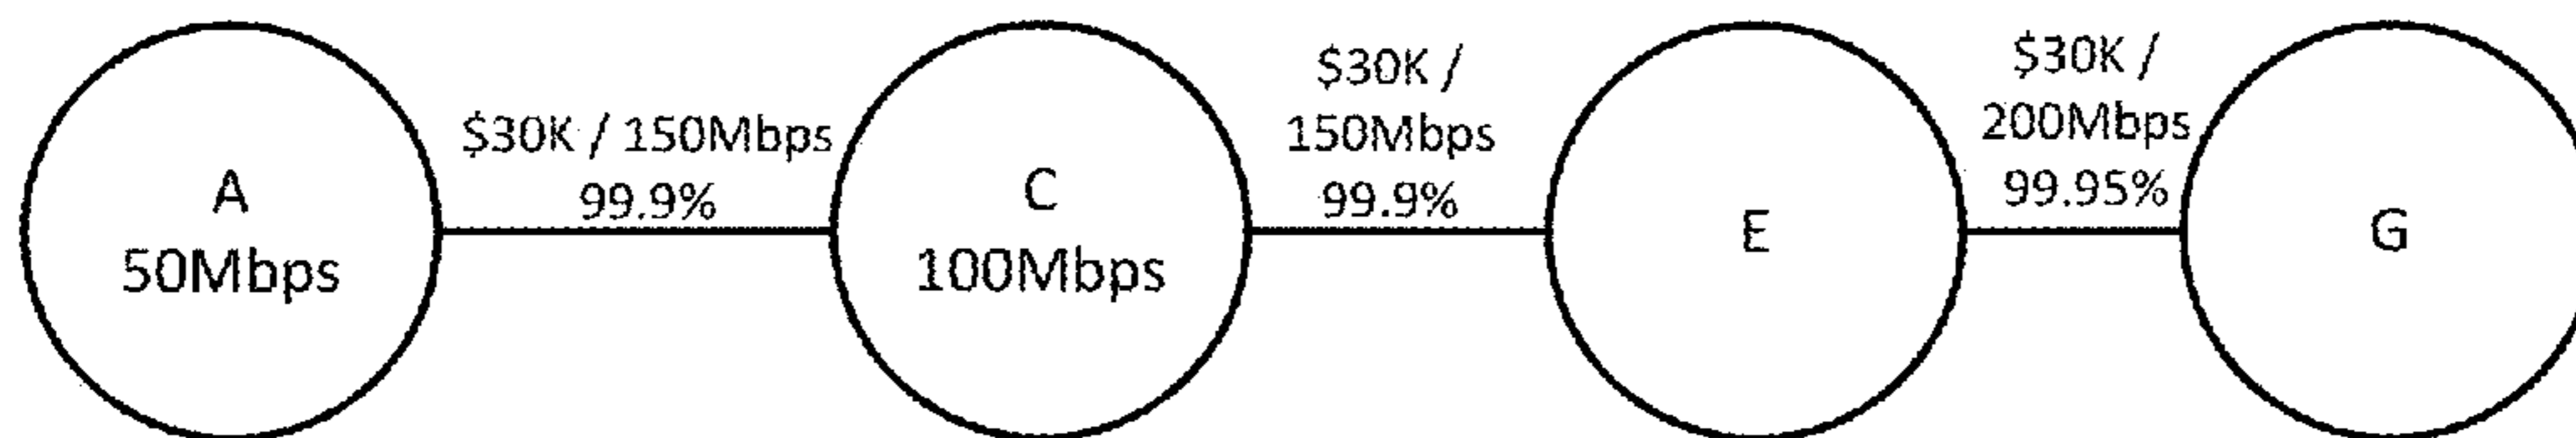 A
50Mbps
$30K / 150Mbps
99.9%
C
100Mbps
$30K /
150Mbps
99.9%
E
$30K /
200Mbps
99.95%
G